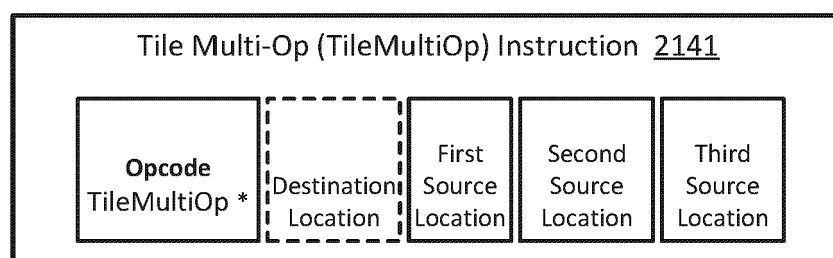 Tile Multi-Op (TileMultiOp) Instruction 2141
Opcode
TileMultiOp *
Destination
Location
First
Source
Location
Second
Source
Location
Third
Source
Location